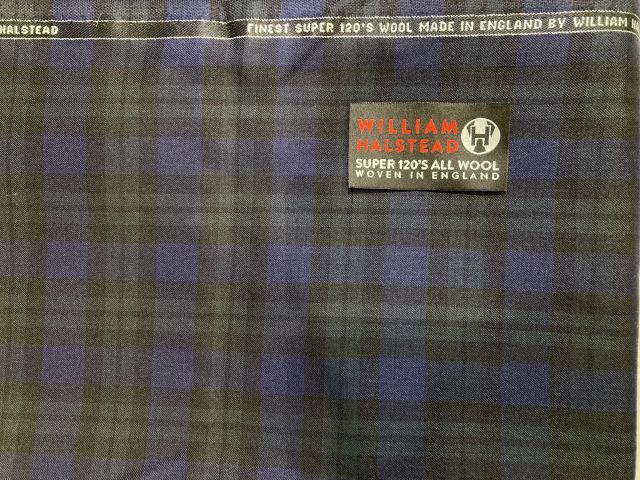 HALSTEAD
FINEST SUPER 120'S WOOL MADE IN ENGLAND BY WILLIAM
WILLIAM
HALSTEAD
H
SUPER 120'S ALL WOOL
WOVEN IN ENGLAND